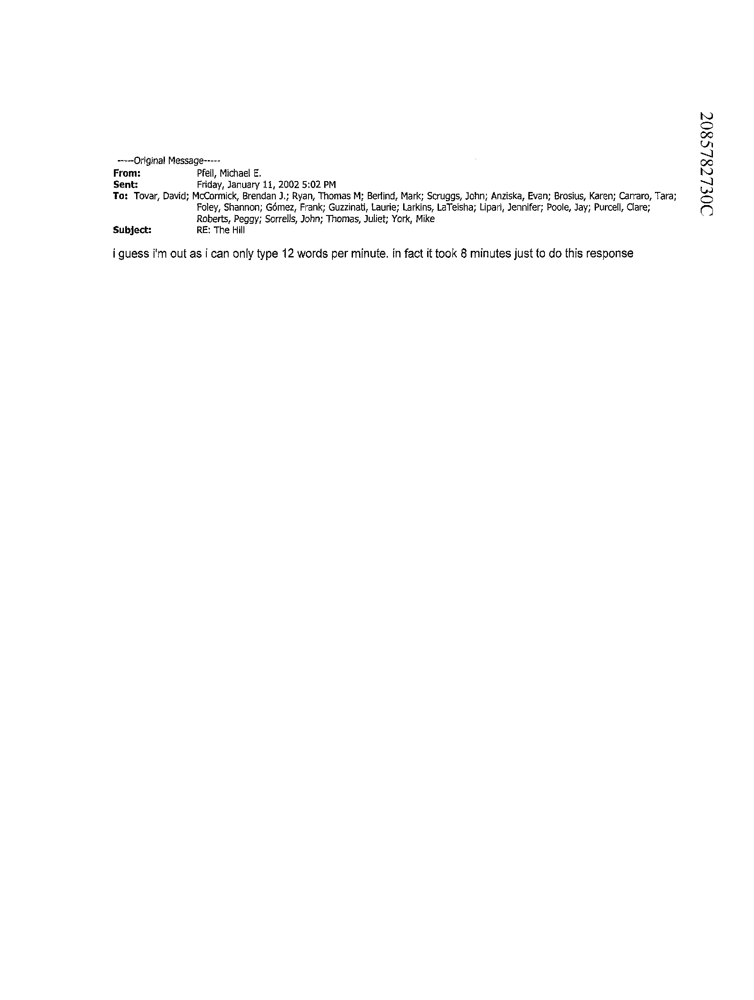 -----Original Message-----
From: Pfeil, Michael E.
Sent: Friday, January 11, 2002 5:02 PM
To: Tovar, David; McCormick, Brendan J.; Ryan, Thomas M; Berlind, Mark; Scruggs, John; Anziska, Evan; Brosius, Karen; Carraro, Tara;
Foley, Shannon; Gómez, Frank; Guzzinati, Laurie; Larkins, LaTeisha; Lipari, Jennifer; Poole, Jay; Purcell, Clare;
Roberts, Peggy; Sorrells, John; Thomas, Juliet; York, Mike
Subject: RE: The Hill
i guess i'm out as i can only type 12 words per minute. in fact it took 8 minutes just to do this response
2085782730C